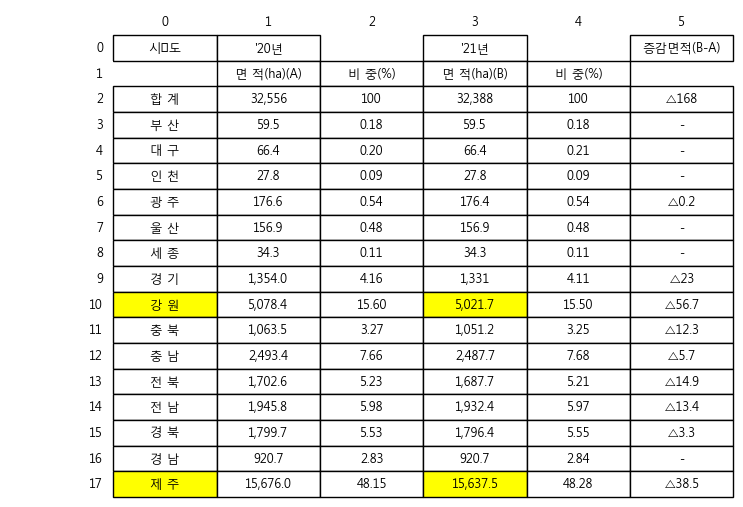 0 1 2 3 4 5
0 시□도 '20년 '21년 증감면적(B-A)
1 면 적(ha)(A) 비 중(%) 면 적(ha)(B) 비 중(%)
2 합 계 32,556 100 32,388 100 △168
3 부 산 59.5 0.18 59.5 0.18 -
4 대 구 66.4 0.20 66.4 0.21 -
5 인 천 27.8 0.09 27.8 0.09 -
6 광 주 176.6 0.54 176.4 0.54 △0.2
7 울 산 156.9 0.48 156.9 0.48 -
8 세 종 34.3 0.11 34.3 0.11 -
9 경 기 1,354.0 4.16 1,331 4.11 △23
10 강 원 5,078.4 15.60 5,021.7 15.50 △56.7
11 충 북 1,063.5 3.27 1,051.2 3.25 △12.3
12 충 남 2,493.4 7.66 2,487.7 7.68 △5.7
13 전 북 1,702.6 5.23 1,687.7 5.21 △14.9
14 전 남 1,945.8 5.98 1,932.4 5.97 △13.4
15 경 북 1,799.7 5.53 1,796.4 5.55 △3.3
16 경 남 920.7 2.83 920.7 2.84 -
17 제 주 15,676.0 48.15 15,637.5 48.28 △38.5